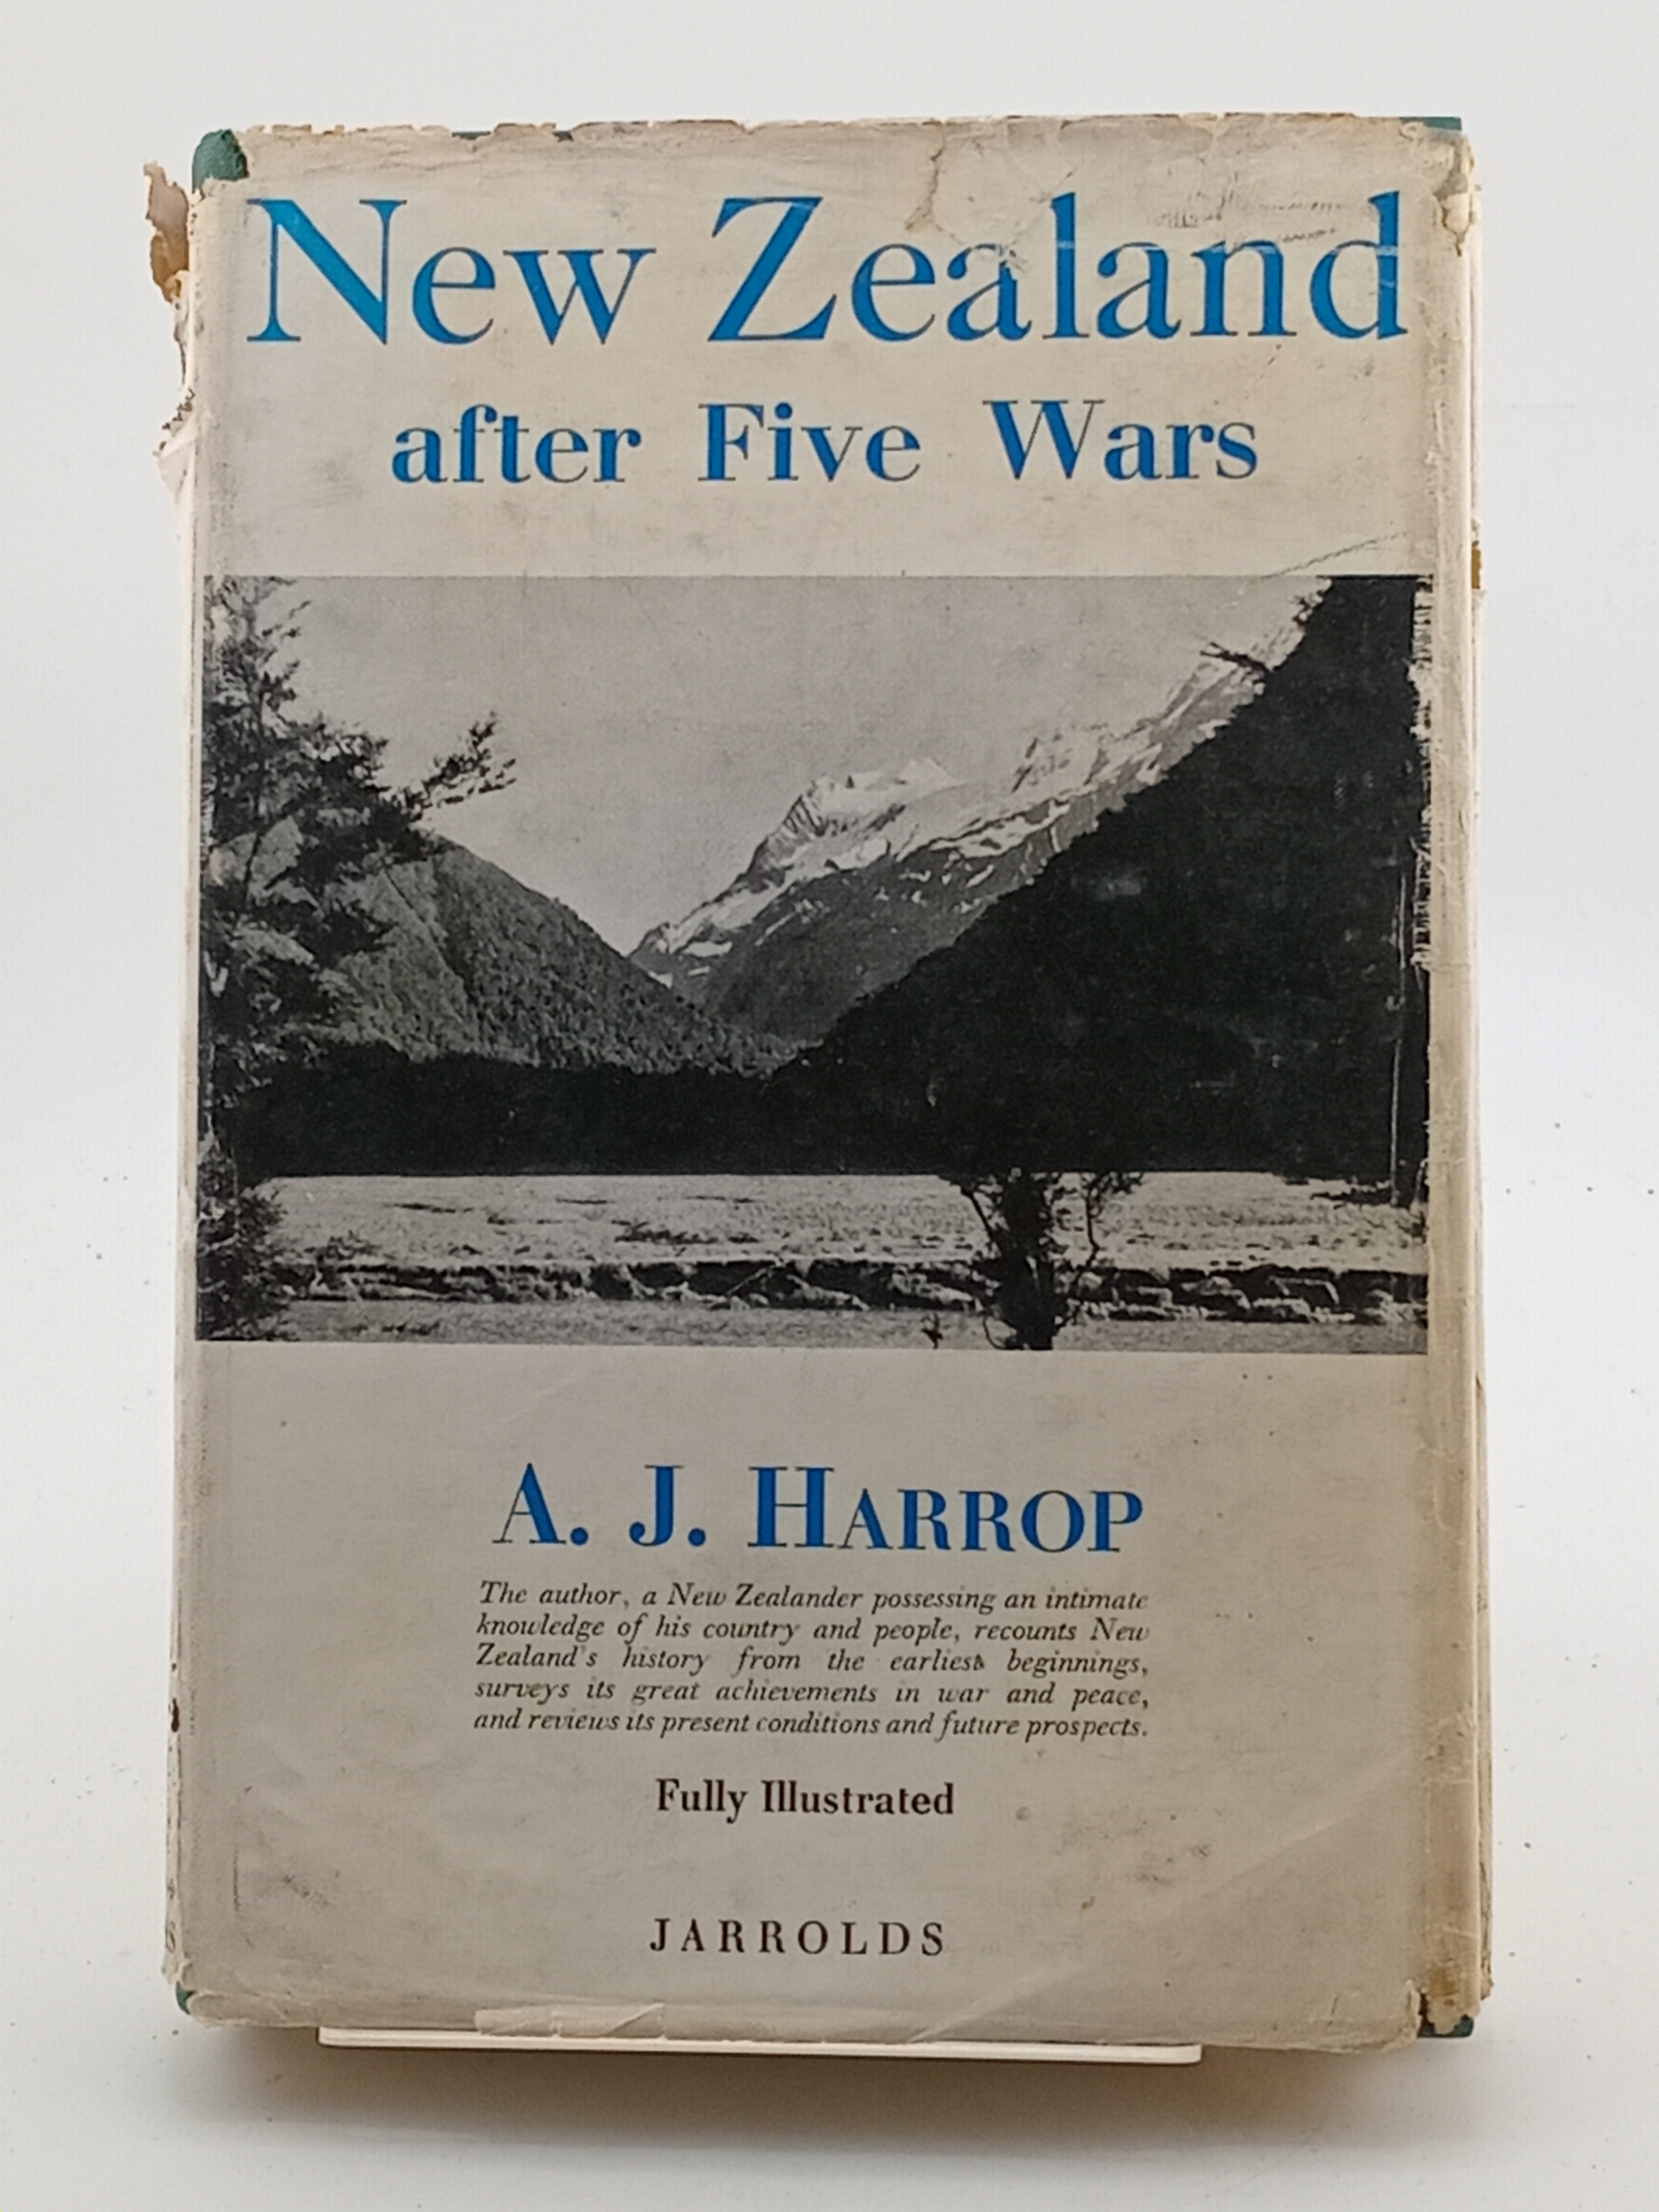 New Zealand
after Five Wars
A. J. HARROP
The author, a New Zealander possessing an intimate
knowledge of his country and people, recounts New
Zealand's history from the earliest beginnings,
surveys its great achievements in war and peace,
and reviews its present conditions and future prospects.
Fully Illustrated
JARROLDS